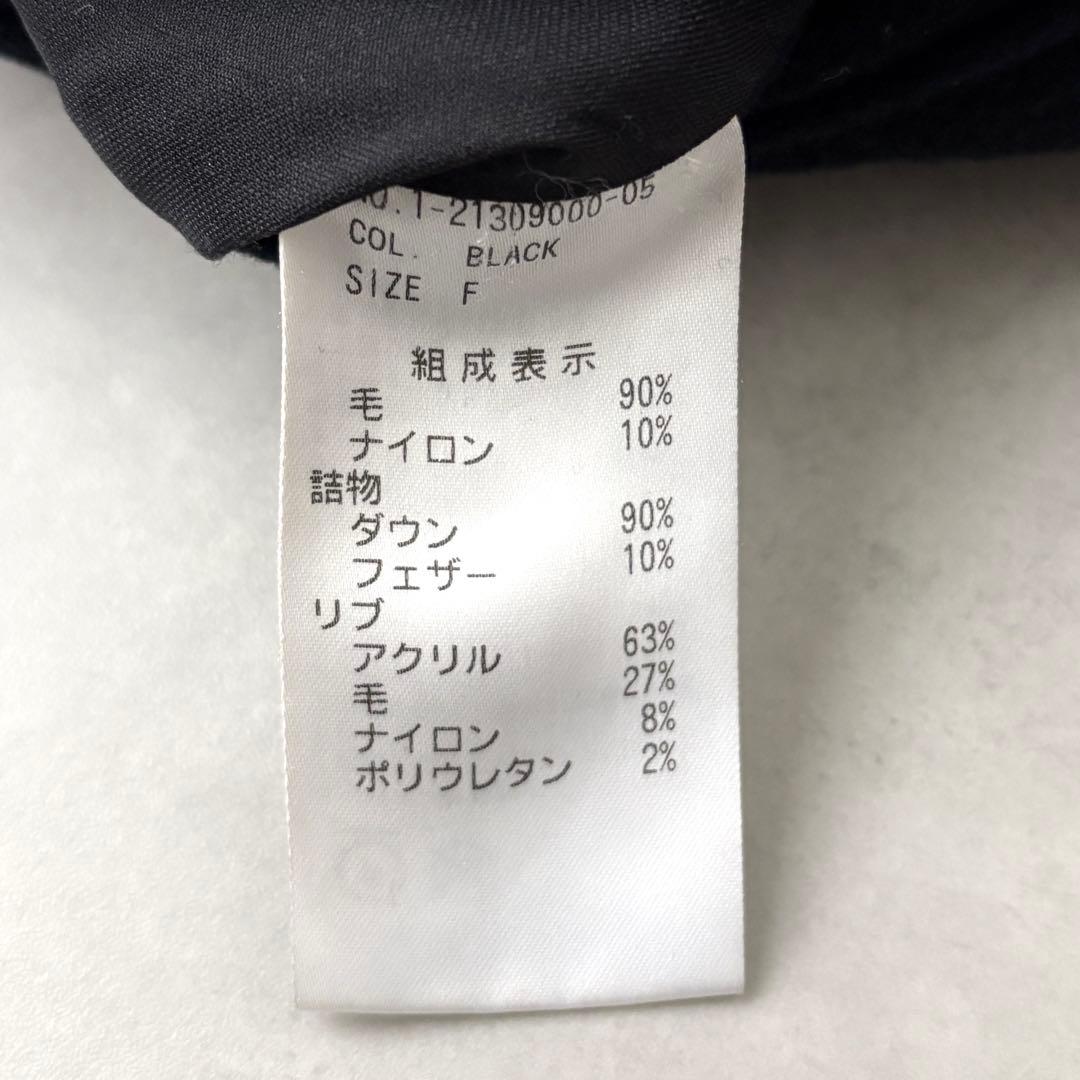 NO.1-21309000-05
COL. BLACK
SIZE F
組成表示
毛 90%
ナイロン 10%
詰物
ダウン 90%
フェザー 10%
リブ
アクリル 63%
毛 27%
ナイロン 8%
ポリウレタン 2%